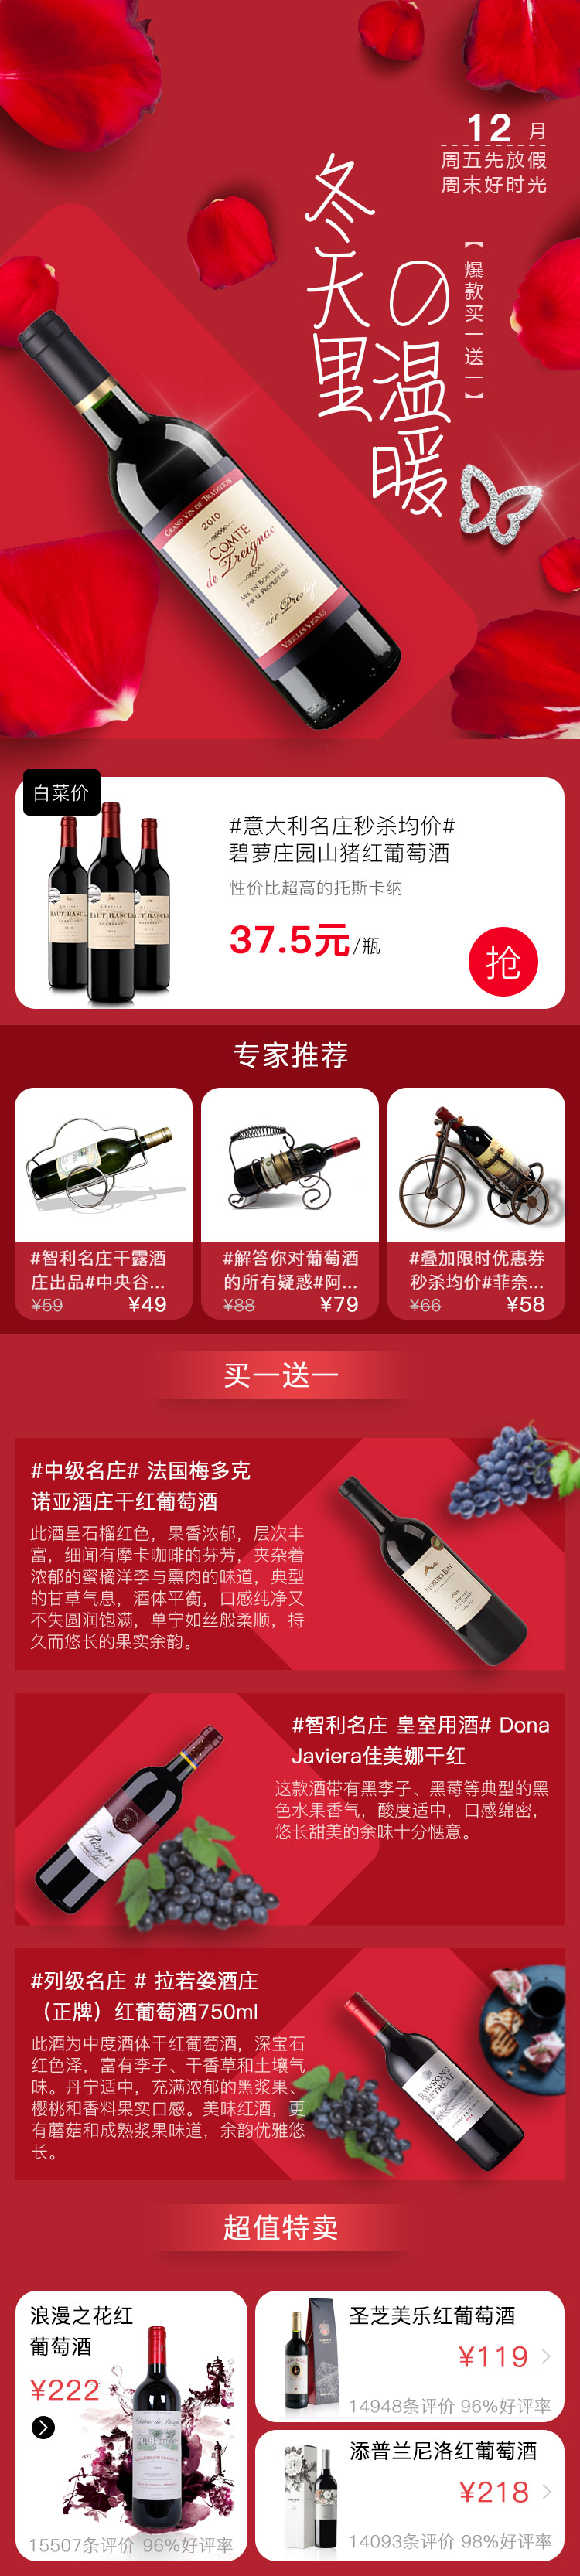 12 月
周五先放假
周末好时光
冬天里
の温暖
【爆款买一送一】
GRAND VIN DE TRADITION
2010
COMTE
de Treignac
MIS EN BOUTEILLE
PAR LE PROPRIETAIRE
Cuvée Prestige
VIEILLES VIGNES
白菜价
#意大利名庄秒杀均价#
碧萝庄园山猪红葡萄酒
性价比超高的托斯卡纳
37.5元/瓶
抢
专家推荐
#智利名庄干露酒
庄出品#中央谷...
¥59 ¥49
#解答你对葡萄酒
的所有疑惑#阿...
¥88 ¥79
#叠加限时优惠券
秒杀均价#菲奈...
¥66 ¥58
买一送一
#中级名庄# 法国梅多克
诺亚酒庄干红葡萄酒
此酒呈石榴红色，果香浓郁，层次丰
富，细闻有摩卡咖啡的芬芳，夹杂着
浓郁的蜜橘洋李与熏肉的味道，典型
的甘草气息，酒体平衡，口感纯净又
不失圆润饱满，单宁如丝般柔顺，持
久而悠长的果实余韵。
MORRO BAY
#智利名庄 皇室用酒# Dona
Javiera佳美娜干红
这款酒带有黑李子、黑莓等典型的黑
色水果香气，酸度适中，口感绵密，
悠长甜美的余味十分惬意。
Réserve
#列级名庄 # 拉若姿酒庄
（正牌）红葡萄酒750ml
此酒为中度酒体干红葡萄酒，深宝石
红色泽，富有李子、干香草和土壤气
味。丹宁适中，充满浓郁的黑浆果、
樱桃和香料果实口感。美味红酒，更
有蘑菇和成熟浆果味道，余韵优雅悠
长。
RAWSON'S
RETREAT
超值特卖
浪漫之花红
葡萄酒
¥222
15507条评价 96%好评率
圣芝美乐红葡萄酒
¥119
14948条评价 96%好评率
添普兰尼洛红葡萄酒
¥218
14093条评价 98%好评率